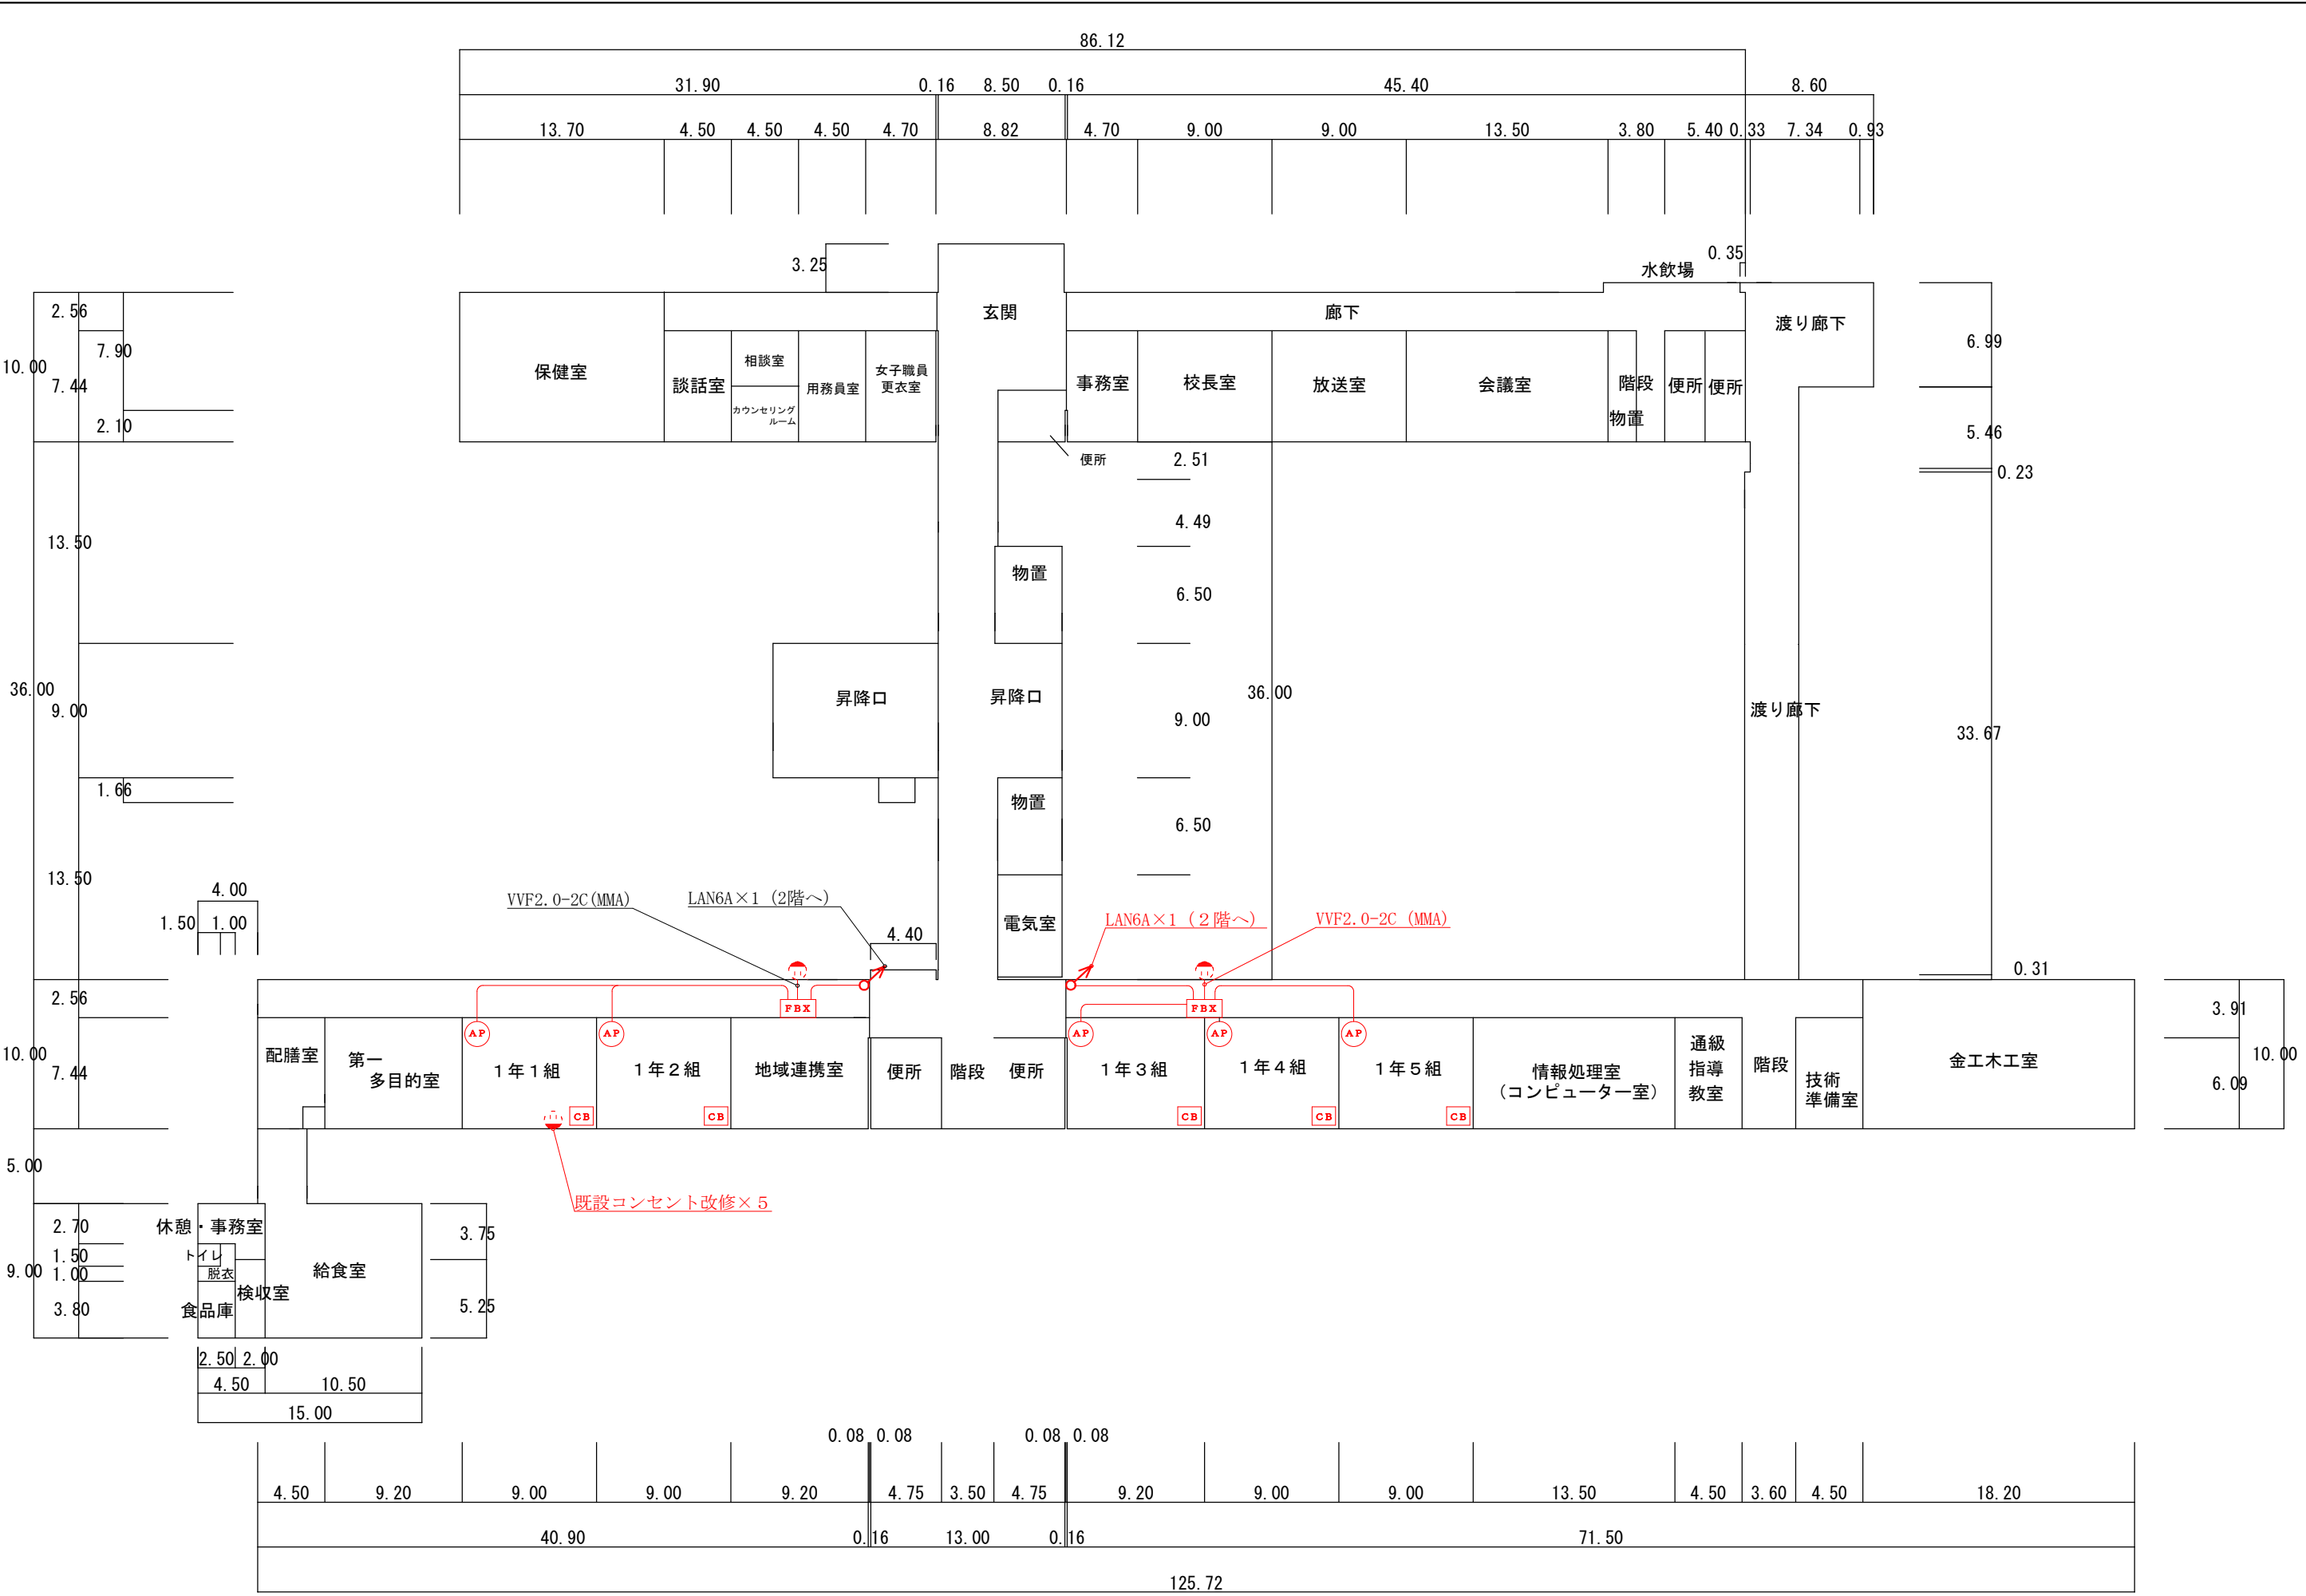 86.12
31.90 0.16 8.50 0.16 45.40 8.60
13.70 4.50 4.50 4.50 4.70 8.82 4.70 9.00 9.00 13.50 3.80 5.40 0.33 7.34 0.93
0.35
3.25
水飲場
2.56
玄関
廊下
渡り廊下
7.90
6.99
10.00
7.44
保健室
談話室
相談室
カウンセリング
ルーム
用務員室
女子職員
更衣室
事務室
校長室
放送室
会議室
階段
物置
便所
便所
2.10
5.46
便所
2.51
0.23
4.49
13.50
物置
6.50
36.00
9.00
昇降口
昇降口
9.00
36.00
渡り廊下
33.67
1.66
物置
6.50
13.50
4.00
1.50 1.00
VVF2.0-2C(MMA)
LAN6A×1 (2階へ)
4.40
電気室
LAN6A×1（２階へ）
VVF2.0-2C (MMA)
0.31
2.56
FBX
FBX
3.91
AP
AP
AP
AP
AP
10.00
7.44
配膳室
第一
多目的室
１年１組
１年２組
地域連携室
便所
階段
便所
１年３組
１年４組
１年５組
情報処理室
（コンピューター室）
通級
指導
教室
階段
技術
準備室
金工木工室
10.00
6.09
CB
CB
CB
CB
CB
5.00
既設コンセント改修×５
2.70
休憩・事務室
3.75
1.50
トイレ
9.00
1.00
脱衣
検収室
給食室
3.80
食品庫
5.25
2.50 2.00
4.50 10.50
15.00
0.08 0.08 0.08 0.08
4.50 9.20 9.00 9.00 9.20 4.75 3.50 4.75 9.20 9.00 9.00 13.50 4.50 3.60 4.50 18.20
40.90 0.16 13.00 0.16 71.50
125.72